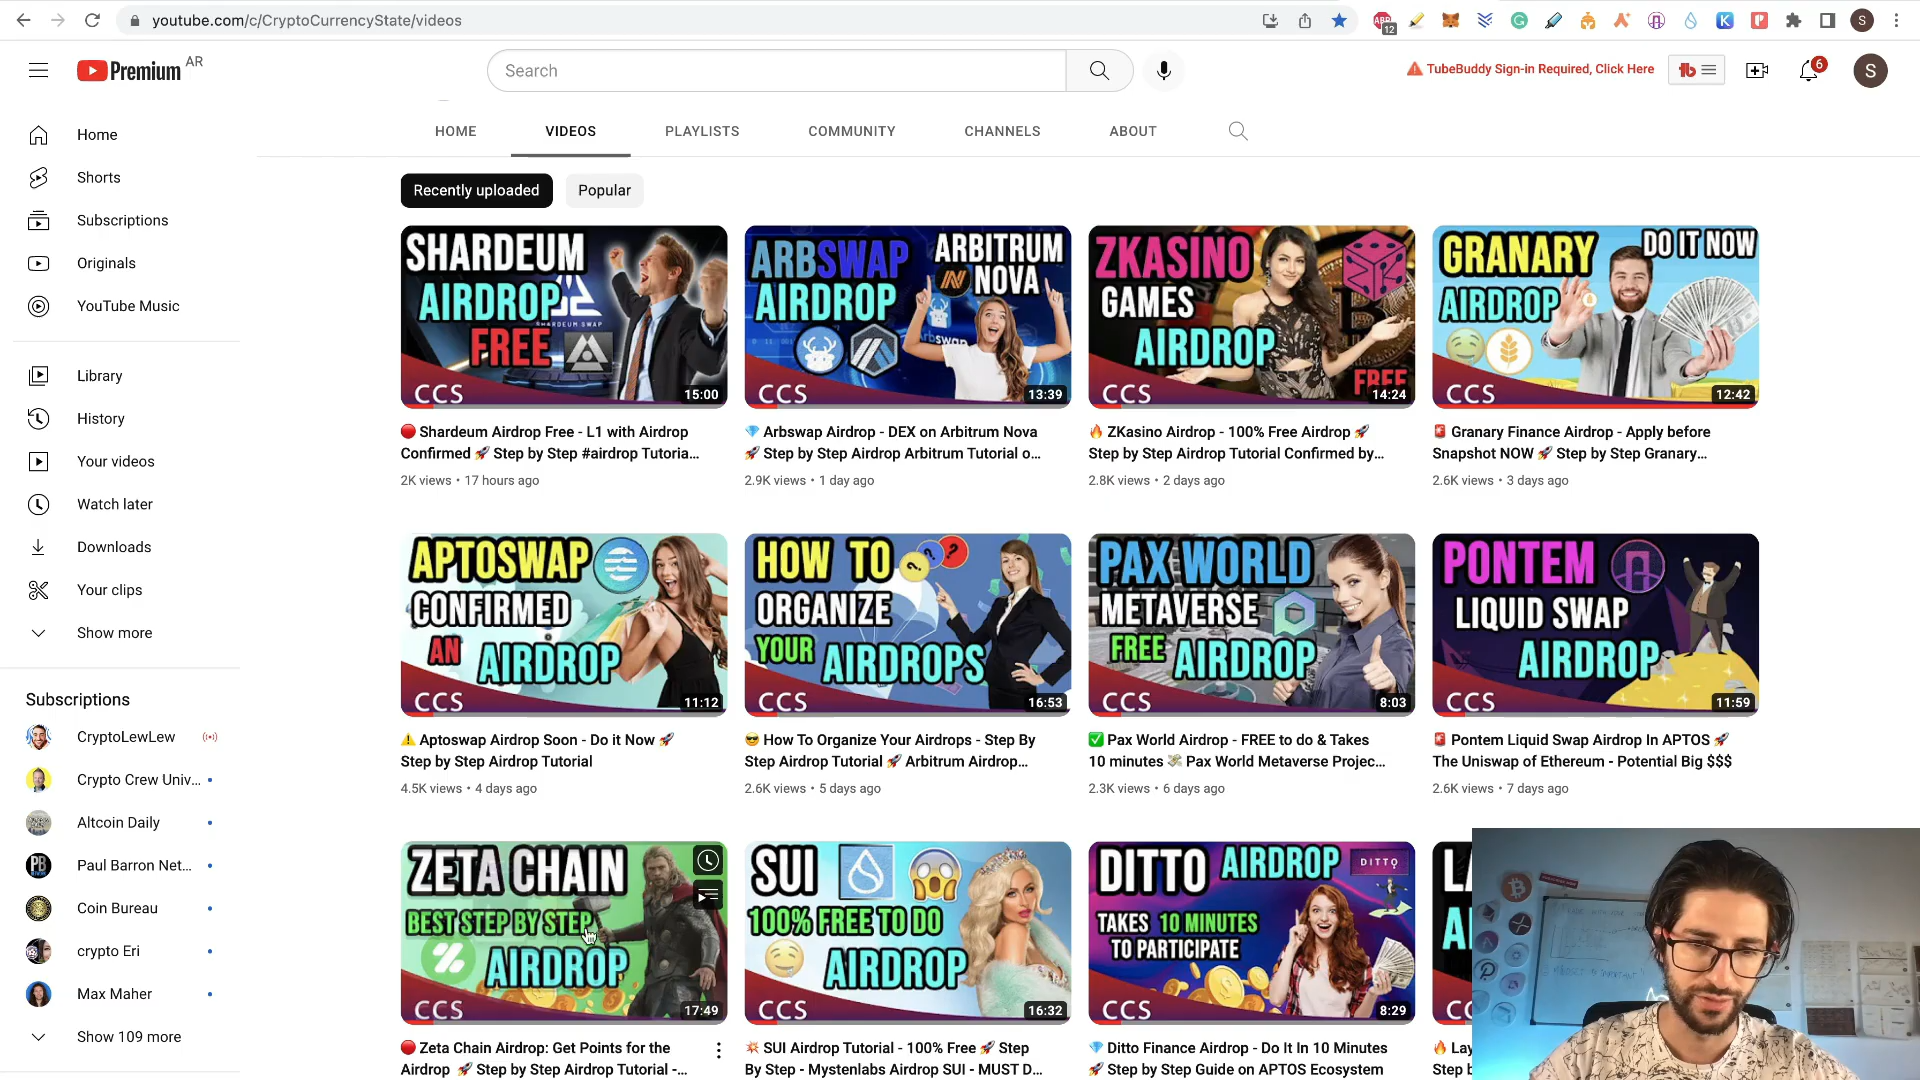 youtube.com/c/CryptoCurrencyState/videos
12
S
Premium AR
Search
TubeBuddy Sign-in Required, Click Here
6
S
Home
Shorts
Subscriptions
Originals
YouTube Music
Library
History
Your videos
Watch later
Downloads
Your clips
Show more
Subscriptions
CryptoLewLew
Crypto Crew Univ...
Altcoin Daily
Paul Barron Net...
Coin Bureau
crypto Eri
Max Maher
Show 109 more
HOME VIDEOS PLAYLISTS COMMUNITY CHANNELS ABOUT
Recently uploaded Popular
SHARDEUM
AIRDROP
SHARDEUM SWAP
FREE
CCS
15:00
🔴 Shardeum Airdrop Free - L1 with Airdrop
Confirmed 🚀 Step by Step #airdrop Tutoria...
2K views • 17 hours ago
ARBSWAP ARBITRUM
AIRDROP NOVA
CCS
13:39
💎 Arbswap Airdrop - DEX on Arbitrum Nova
🚀 Step by Step Airdrop Arbitrum Tutorial o...
2.9K views • 1 day ago
ZKASINO
GAMES
AIRDROP
FREE
CCS
14:24
🔥 ZKasino Airdrop - 100% Free Airdrop 🚀
Step by Step Airdrop Tutorial Confirmed by...
2.8K views • 2 days ago
GRANARY DO IT NOW
AIRDROP
CCS
12:42
🚨 Granary Finance Airdrop - Apply before
Snapshot NOW 🚀 Step by Step Granary...
2.6K views • 3 days ago
APTOSWAP
CONFIRMED
AN AIRDROP
CCS
11:12
⚠️ Aptoswap Airdrop Soon - Do it Now 🚀
Step by Step Airdrop Tutorial
4.5K views • 4 days ago
HOW TO
ORGANIZE
YOUR AIRDROPS
CCS
16:53
😎 How To Organize Your Airdrops - Step By
Step Airdrop Tutorial 🚀 Arbitrum Airdrop...
2.6K views • 5 days ago
PAX WORLD
METAVERSE
FREE AIRDROP
CCS
8:03
✅ Pax World Airdrop - FREE to do & Takes
10 minutes 💸 Pax World Metaverse Projec...
2.3K views • 6 days ago
PONTEM
LIQUID SWAP
AIRDROP
CCS
11:59
🚨 Pontem Liquid Swap Airdrop In APTOS 🚀
The Uniswap of Ethereum - Potential Big $$$
2.6K views • 7 days ago
ZETA CHAIN
BEST STEP BY STEP
AIRDROP
CCS
17:49
🔴 Zeta Chain Airdrop: Get Points for the
Airdrop 🚀 Step by Step Airdrop Tutorial -...
SUI
100% FREE TO DO
AIRDROP
CCS
16:32
💥 SUI Airdrop Tutorial - 100% Free 🚀 Step
By Step - Mystenlabs Airdrop SUI - MUST D...
DITTO AIRDROP DITTO
TAKES 10 MINUTES
TO PARTICIPATE
CCS
8:29
💎 Ditto Finance Airdrop - Do It In 10 Minutes
🚀 Step by Step Guide on APTOS Ecosystem
🔥 Lay
Step b